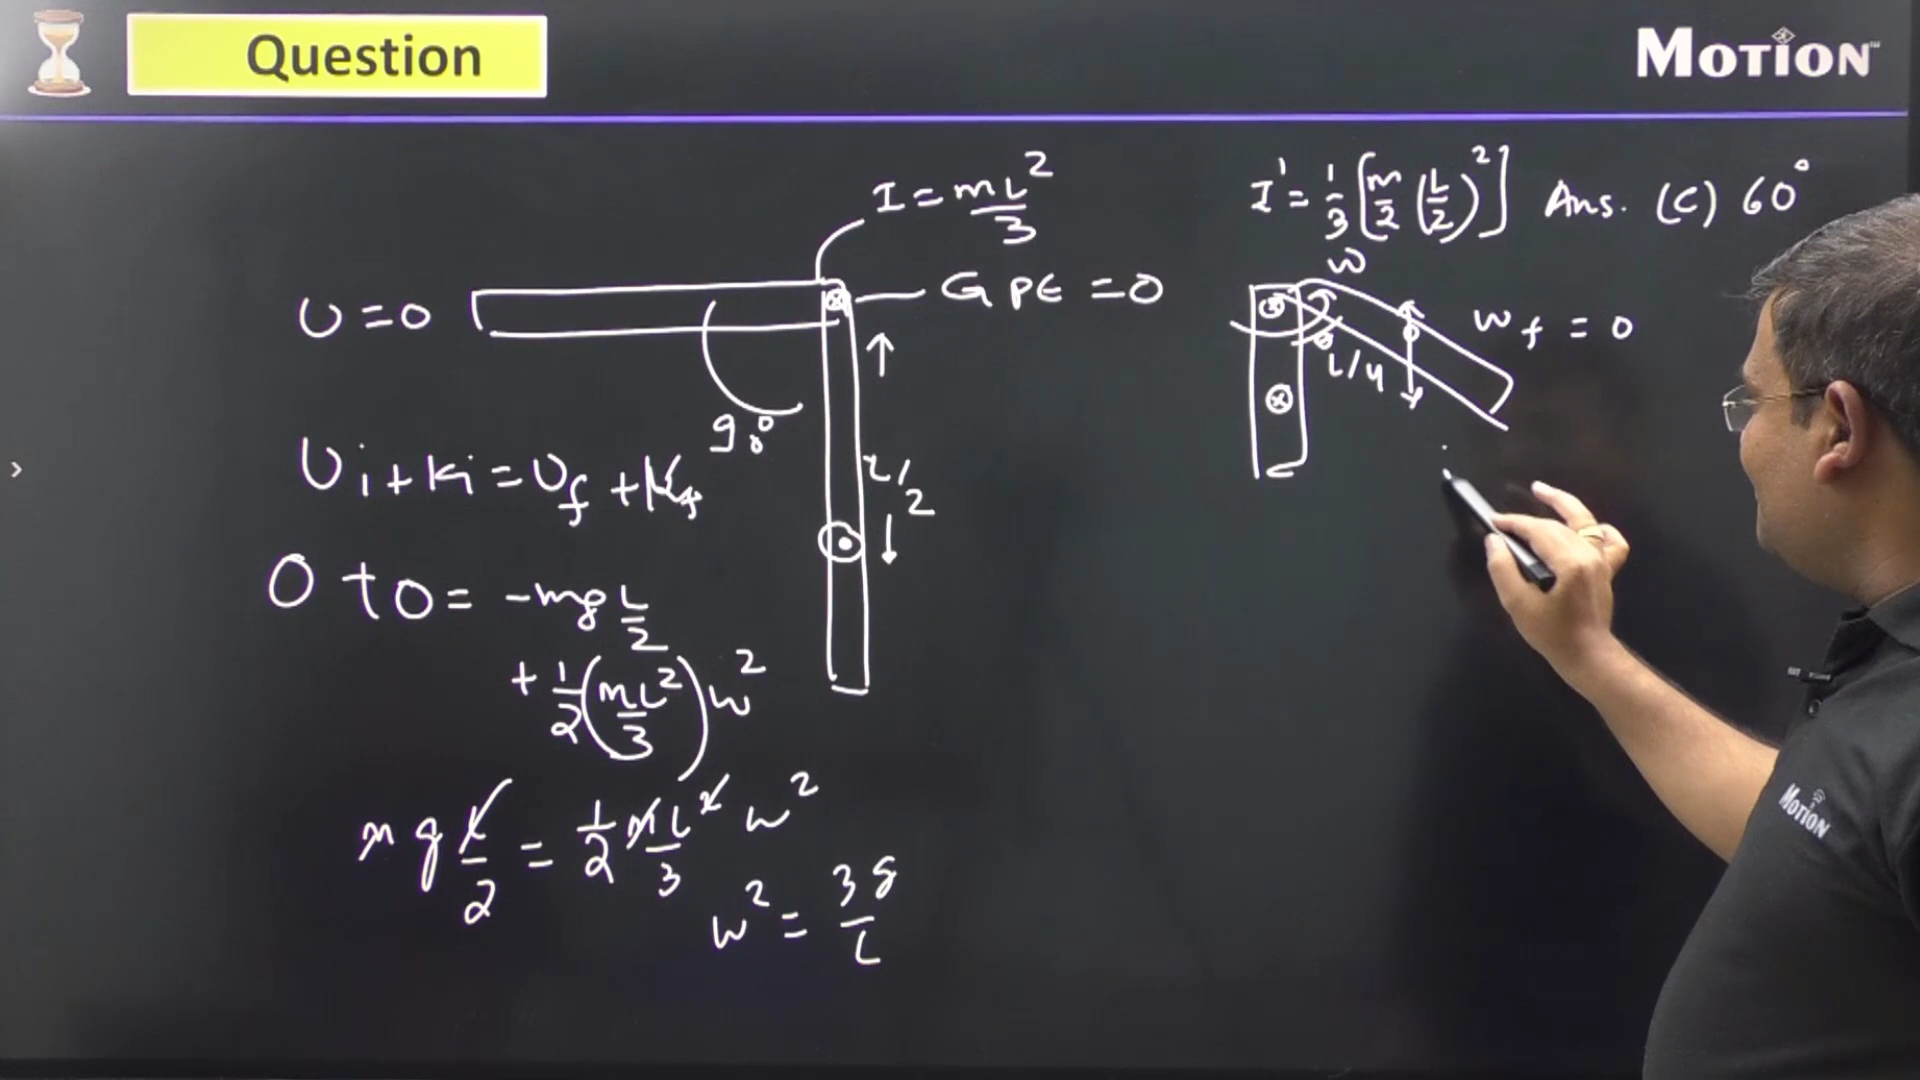 Question
MOTION
I = mL²/3
I' = 1/3 [m/2 (L/2)²] Ans. (C) 60°
U = 0
GPE = 0
ω
ωf = 0
L/4
90°
Ui + Ki = Uf + Kf
L/2
0 + 0 = -mg L/2
+ 1/2 (mL²/3) ω²
mg L/2 = 1/2 mL²/3 ω²
ω² = 3g/L
MOTION